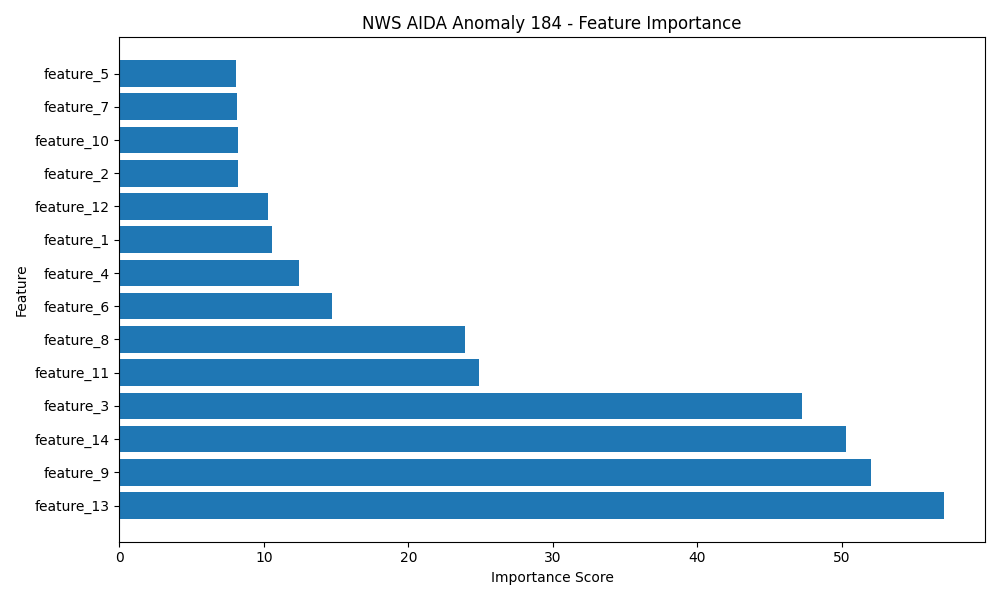 NWS AIDA Anomaly 184 - Feature Importance
Feature
feature_5
feature_7
feature_10
feature_2
feature_12
feature_1
feature_4
feature_6
feature_8
feature_11
feature_3
feature_14
feature_9
feature_13
0 10 20 30 40 50
Importance Score